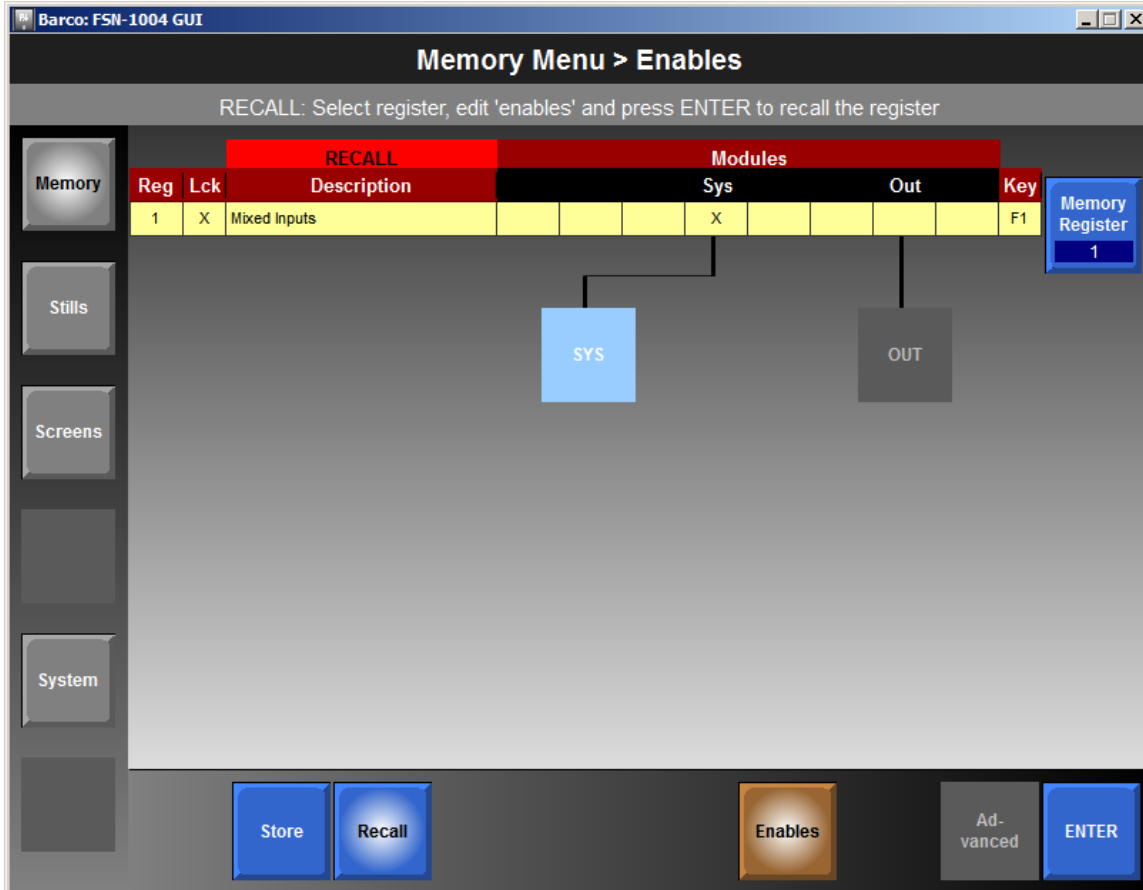 Barco: FSN-1004 GUI
Memory Menu > Enables
RECALL: Select register, edit 'enables' and press ENTER to recall the register
RECALL Modules
Reg Lck Description Sys Out Key
1 X Mixed Inputs X F1
Memory
Register
1
Memory
Stills
Screens
System
SYS
OUT
Store
Recall
Enables
Ad-
vanced
ENTER